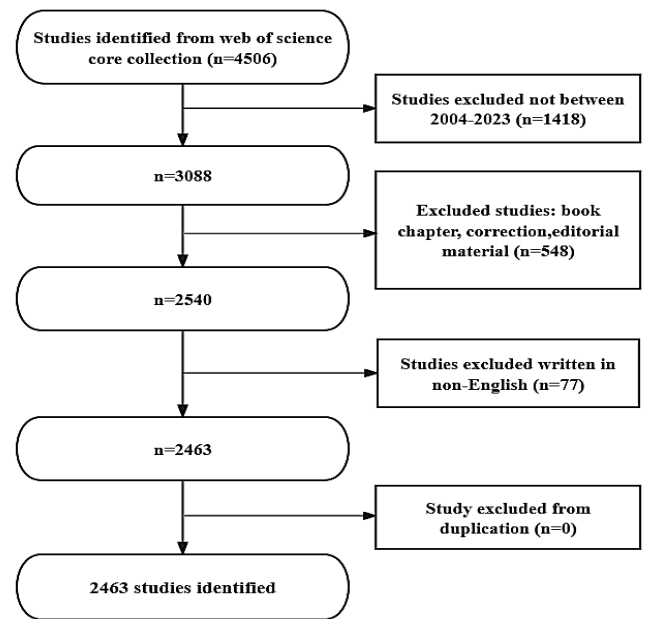 Studies identified from web of science
core collection (n=4506)
Studies excluded not between
2004-2023 (n=1418)
n=3088
Excluded studies: book
chapter, correction,editorial
material (n=548)
n=2540
Studies excluded written in
non-English (n=77)
n=2463
Study excluded from
duplication (n=0)
2463 studies identified